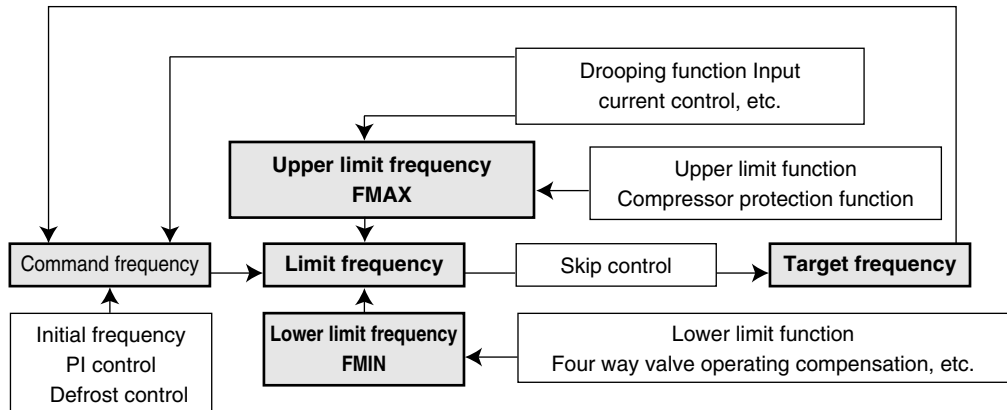 Drooping function Input
current control, etc.
Upper limit frequency
FMAX
Upper limit function
Compressor protection function
Command frequency
Limit frequency
Skip control
Target frequency
Initial frequency
PI control
Defrost control
Lower limit frequency
FMIN
Lower limit function
Four way valve operating compensation, etc.